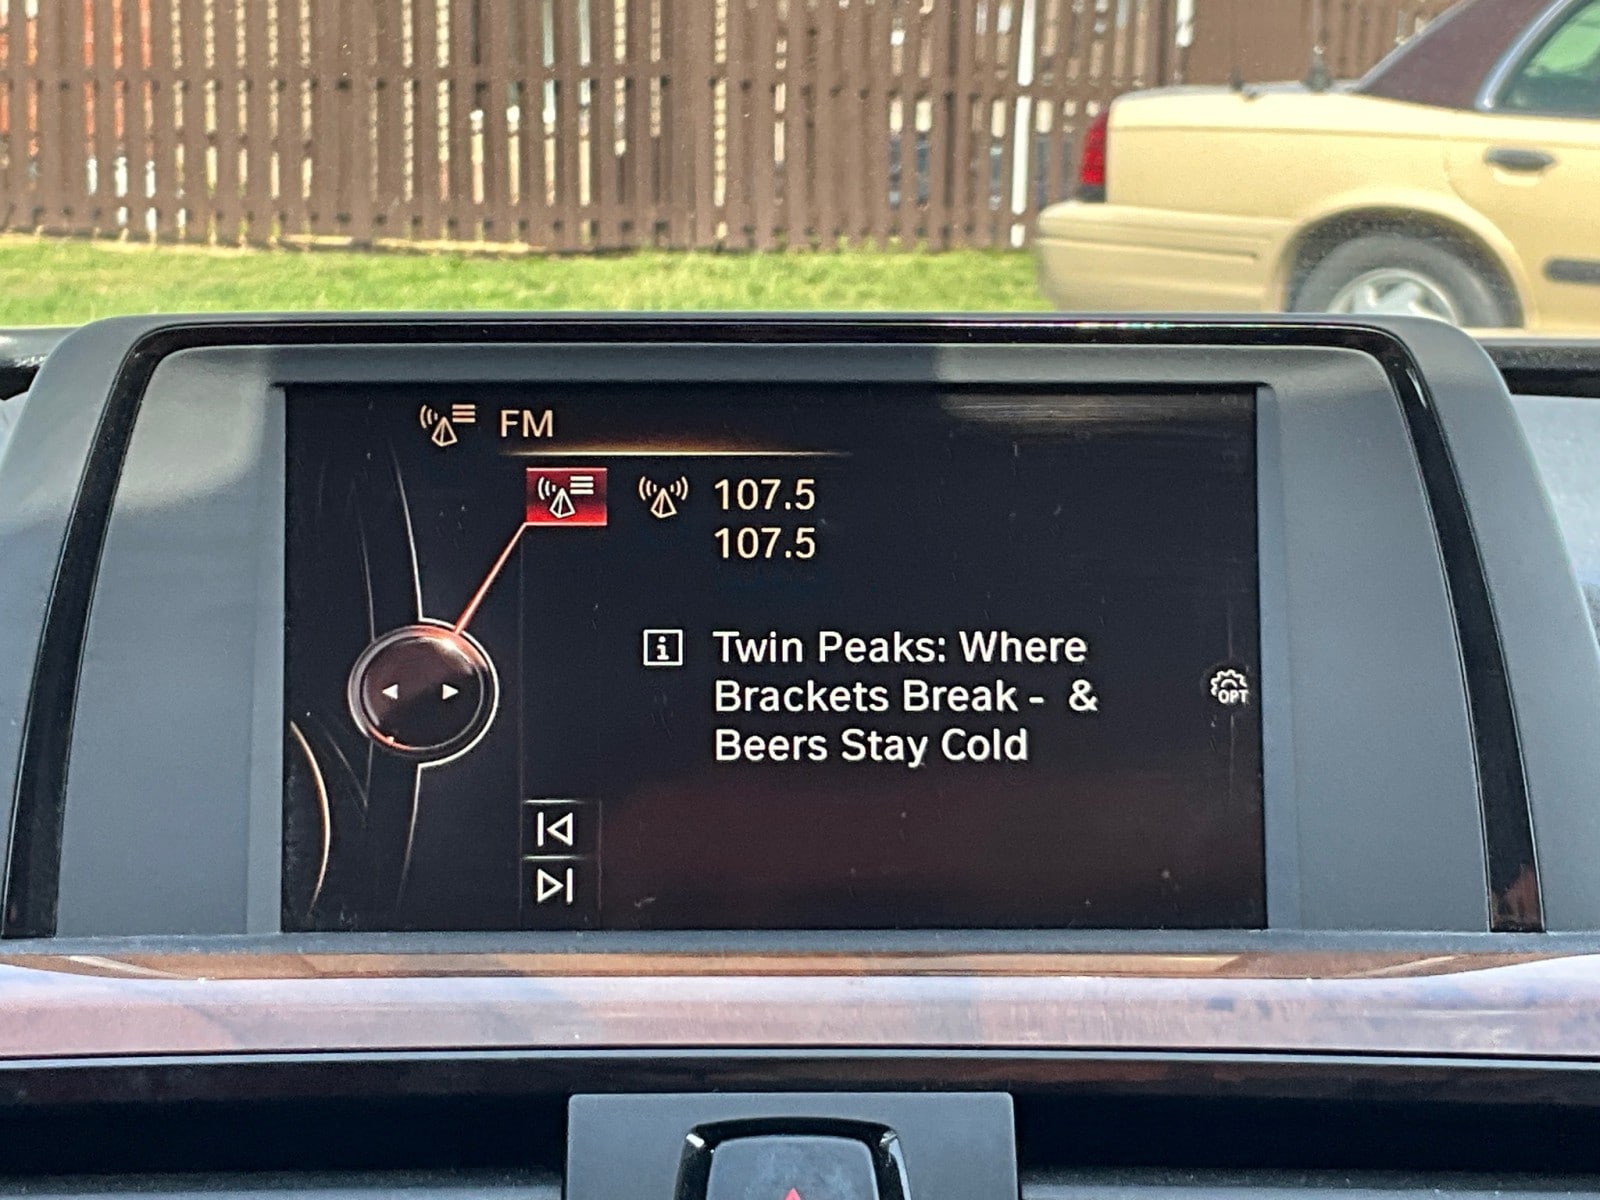 FM
107.5
107.5
Twin Peaks: Where
Brackets Break - &
Beers Stay Cold
OPT